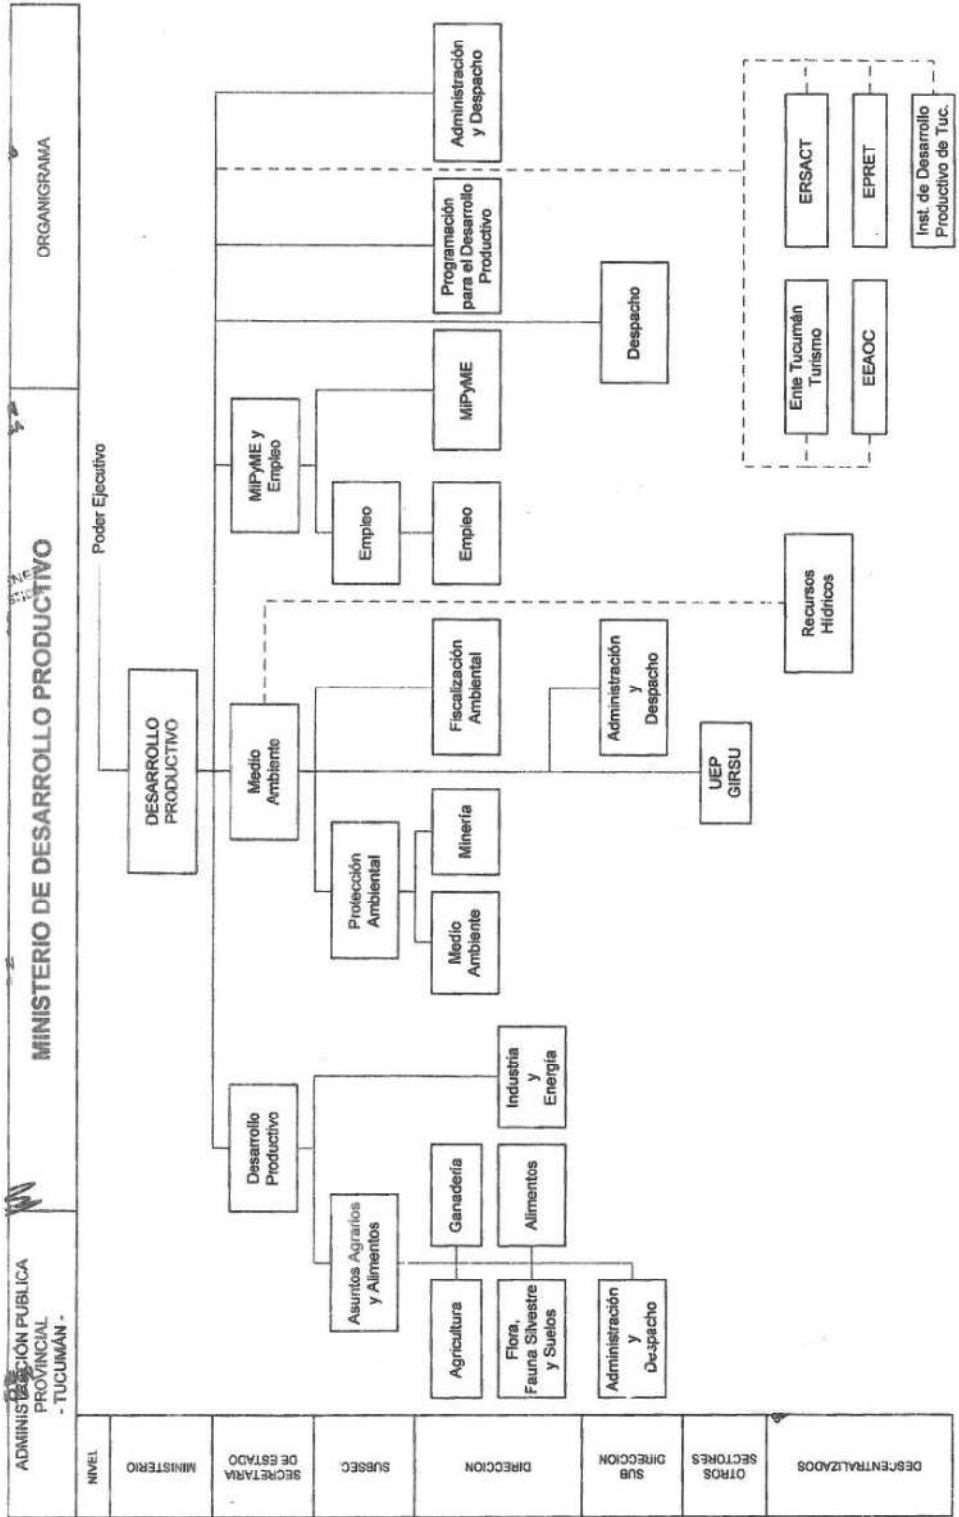 ADMINISTRACIÓN PUBLICA
PROVINCIAL
- TUCUMÁN -
MINISTERIO DE DESARROLLO PRODUCTIVO
ORGANIGRAMA
NIVEL
Poder Ejecutivo
MINISTERIO
DESARROLLO
PRODUCTIVO
SECRETARIA
DE ESTADO
Desarrollo
Productivo
Medio
Ambiente
MiPyME y
Empleo
SUBSEC.
Asuntos Agrarios
y Alimentos
Protección
Ambiental
Empleo
DIRECCION
Agricultura
Ganadería
Medio
Ambiente
Minería
Fiscalización
Ambiental
Empleo
MiPyME
Programación
para el Desarrollo
Productivo
Administración
y Despacho
Flora,
Fauna Silvestre
y Suelos
Alimentos
Industria
y
Energía
SUB
DIRECCION
Administración
y
Despacho
Administración
y
Despacho
Despacho
OTROS
SECTORES
UEP
GIRSU
DESCENTRALIZADOS
Recursos
Hídricos
Ente Tucumán
Turismo
ERSACT
EEAOC
EPRET
Inst. de Desarrollo
Productivo de Tuc.